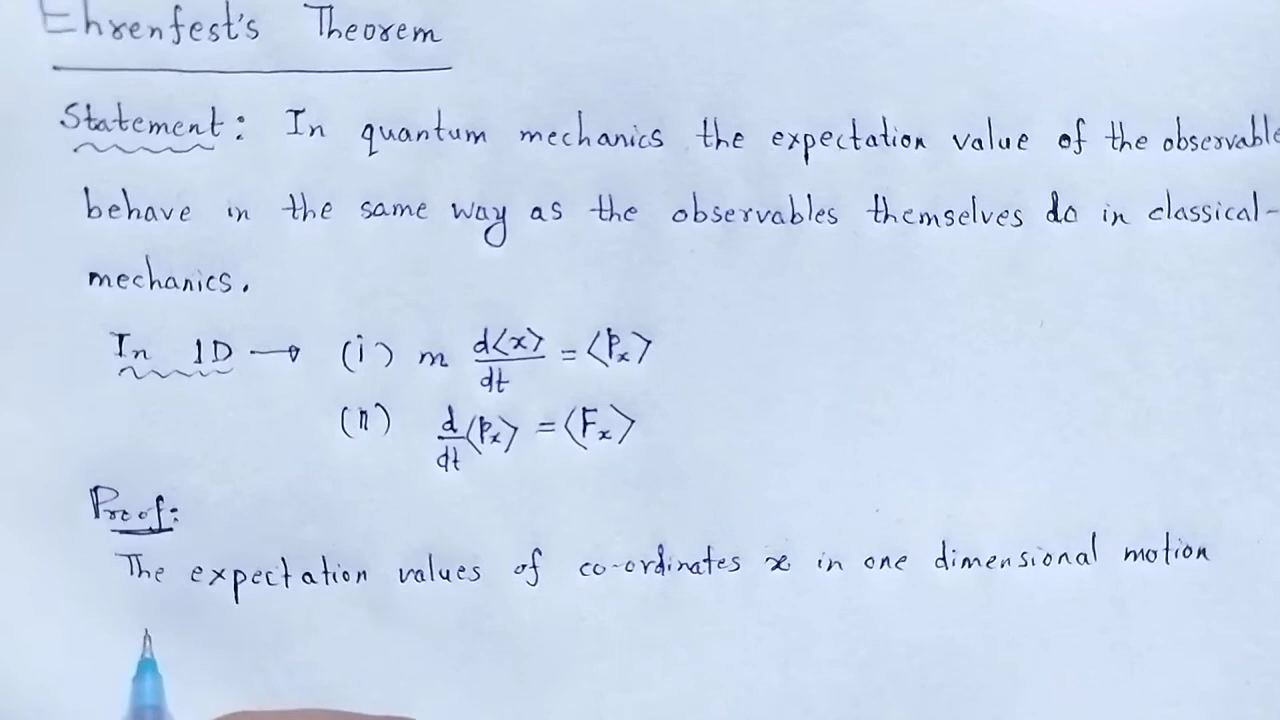 Ehrenfest's Theorem
Statement: In quantum mechanics the expectation value of the observable
behave in the same way as the observables themselves do in classical-
mechanics.
In 1D → (i) m d<x>/dt = <Px>
(ii) d/dt <Px> = <Fx>
Proof:
The expectation values of co-ordinates x in one dimensional motion